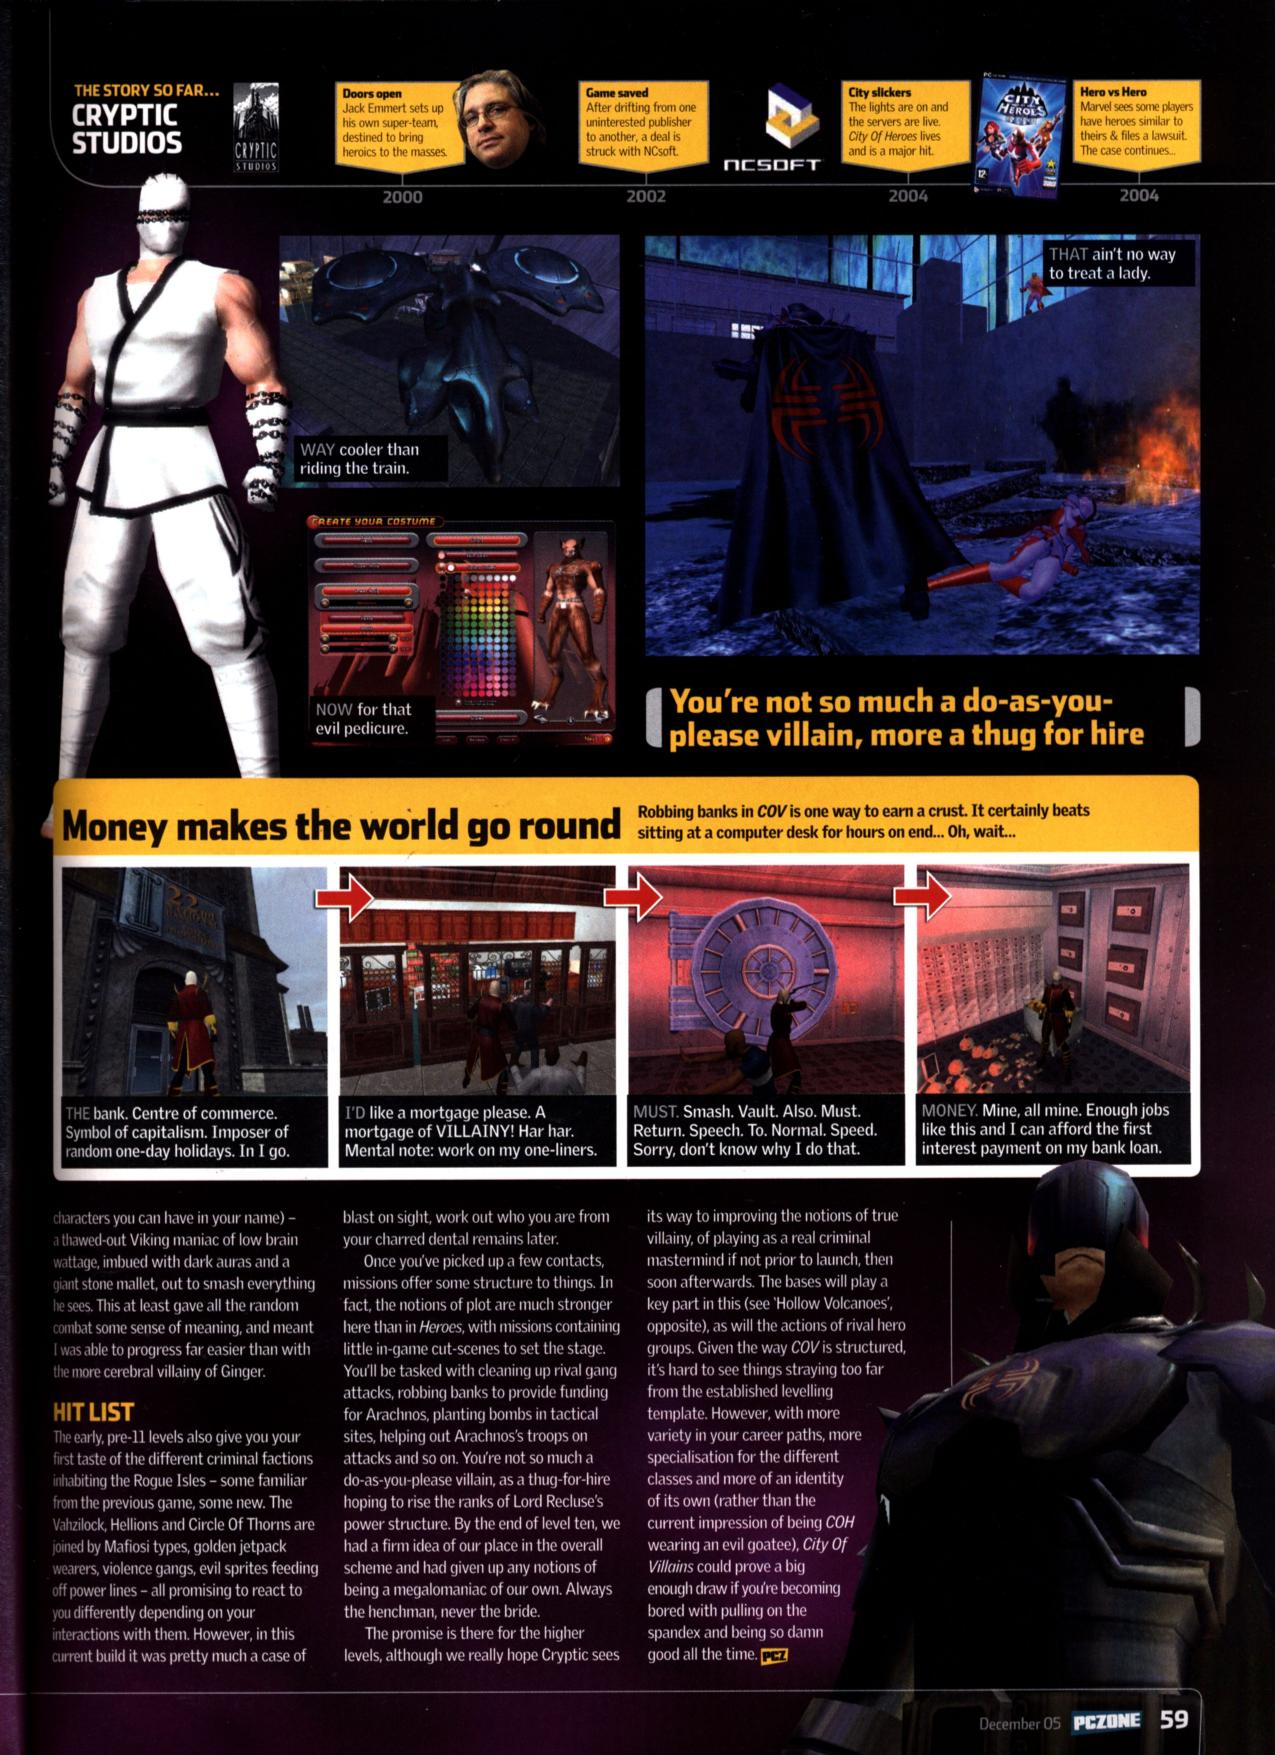 THE STORY SO FAR...
CRYPTIC
STUDIOS
CRYPTIC
STUDIOS
Doors open
Jack Emmert sets up
his own super-team,
destined to bring
heroics to the masses.
2000
Game saved
After drifting from one
uninterested publisher
to another, a deal is
struck with NCsoft.
2002
NCSOFT
City slickers
The lights are on and
the servers are live.
City Of Heroes lives
and is a major hit.
2004
CITY OF
HEROES
Hero vs Hero
Marvel sees some players
have heroes similar to
theirs & files a lawsuit.
The case continues...
2004
WAY cooler than
riding the train.
THAT ain't no way
to treat a lady.
CREATE YOUR COSTUME
NOW for that
evil pedicure.
You're not so much a do-as-you-
please villain, more a thug for hire
Money makes the world go round
Robbing banks in COV is one way to earn a crust. It certainly beats
sitting at a computer desk for hours on end... Oh, wait...
THE bank. Centre of commerce.
Symbol of capitalism. Imposer of
random one-day holidays. In I go.
I'D like a mortgage please. A
mortgage of VILLAINY! Har har.
Mental note: work on my one-liners.
MUST. Smash. Vault. Also. Must.
Return. Speech. To. Normal. Speed.
Sorry, don't know why I do that.
MONEY. Mine, all mine. Enough jobs
like this and I can afford the first
interest payment on my bank loan.
characters you can have in your name) –
a thawed-out Viking maniac of low brain
wattage, imbued with dark auras and a
giant stone mallet, out to smash everything
he sees. This at least gave all the random
combat some sense of meaning, and meant
I was able to progress far easier than with
the more cerebral villainy of Ginger.
HIT LIST
The early, pre-11 levels also give you your
first taste of the different criminal factions
inhabiting the Rogue Isles – some familiar
from the previous game, some new. The
Vahzilock, Hellions and Circle Of Thorns are
joined by Mafiosi types, golden jetpack
wearers, violence gangs, evil sprites feeding
off power lines – all promising to react to
you differently depending on your
interactions with them. However, in this
current build it was pretty much a case of
blast on sight, work out who you are from
your charred dental remains later.
Once you've picked up a few contacts,
missions offer some structure to things. In
fact, the notions of plot are much stronger
here than in Heroes, with missions containing
little in-game cut-scenes to set the stage.
You'll be tasked with cleaning up rival gang
attacks, robbing banks to provide funding
for Arachnos, planting bombs in tactical
sites, helping out Arachnos's troops on
attacks and so on. You're not so much a
do-as-you-please villain, as a thug-for-hire
hoping to rise the ranks of Lord Recluse's
power structure. By the end of level ten, we
had a firm idea of our place in the overall
scheme and had given up any notions of
being a megalomaniac of our own. Always
the henchman, never the bride.
The promise is there for the higher
levels, although we really hope Cryptic sees
its way to improving the notions of true
villainy, of playing as a real criminal
mastermind if not prior to launch, then
soon afterwards. The bases will play a
key part in this (see 'Hollow Volcanoes',
opposite), as will the actions of rival hero
groups. Given the way COV is structured,
it's hard to see things straying too far
from the established levelling
template. However, with more
variety in your career paths, more
specialisation for the different
classes and more of an identity
of its own (rather than the
current impression of being COH
wearing an evil goatee), City Of
Villains could prove a big
enough draw if you're becoming
bored with pulling on the
spandex and being so damn
good all the time. PCZ
December 05 PCZONE 59